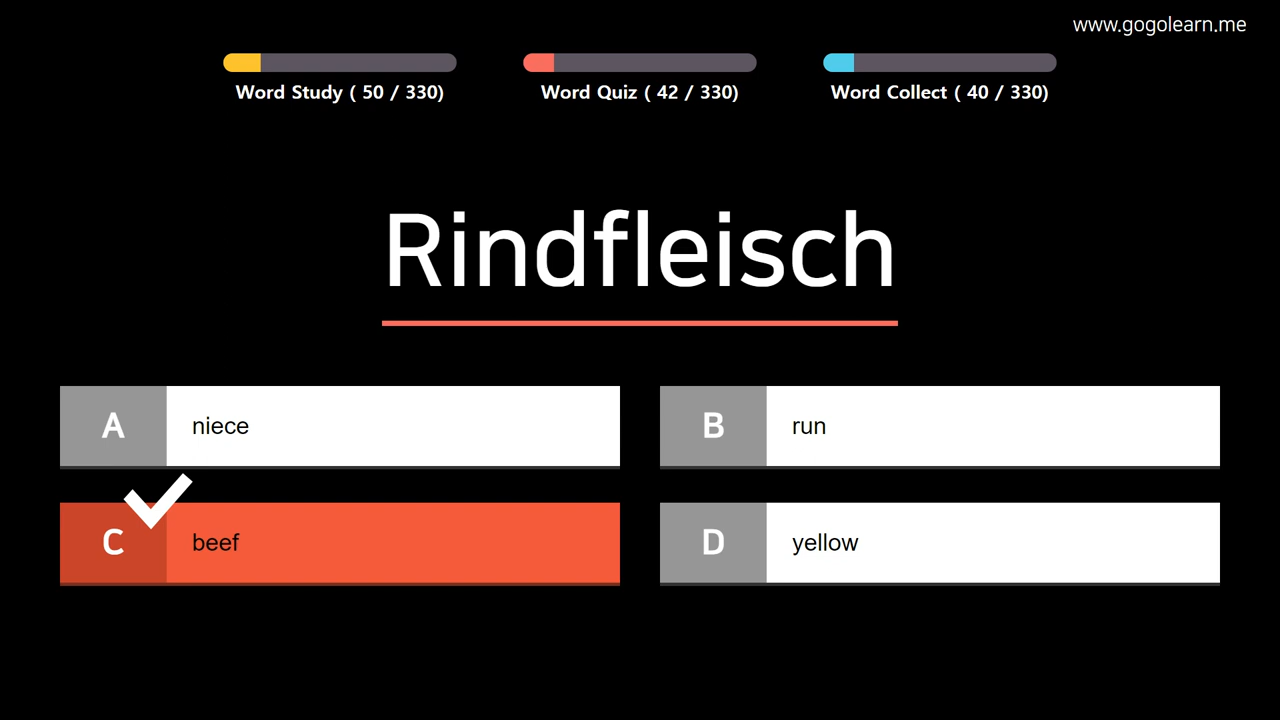 www.gogolearn.me
Word Study ( 50 / 330)
Word Quiz ( 42 / 330)
Word Collect ( 40 / 330)
Rindfleisch
A niece
B run
C beef
D yellow